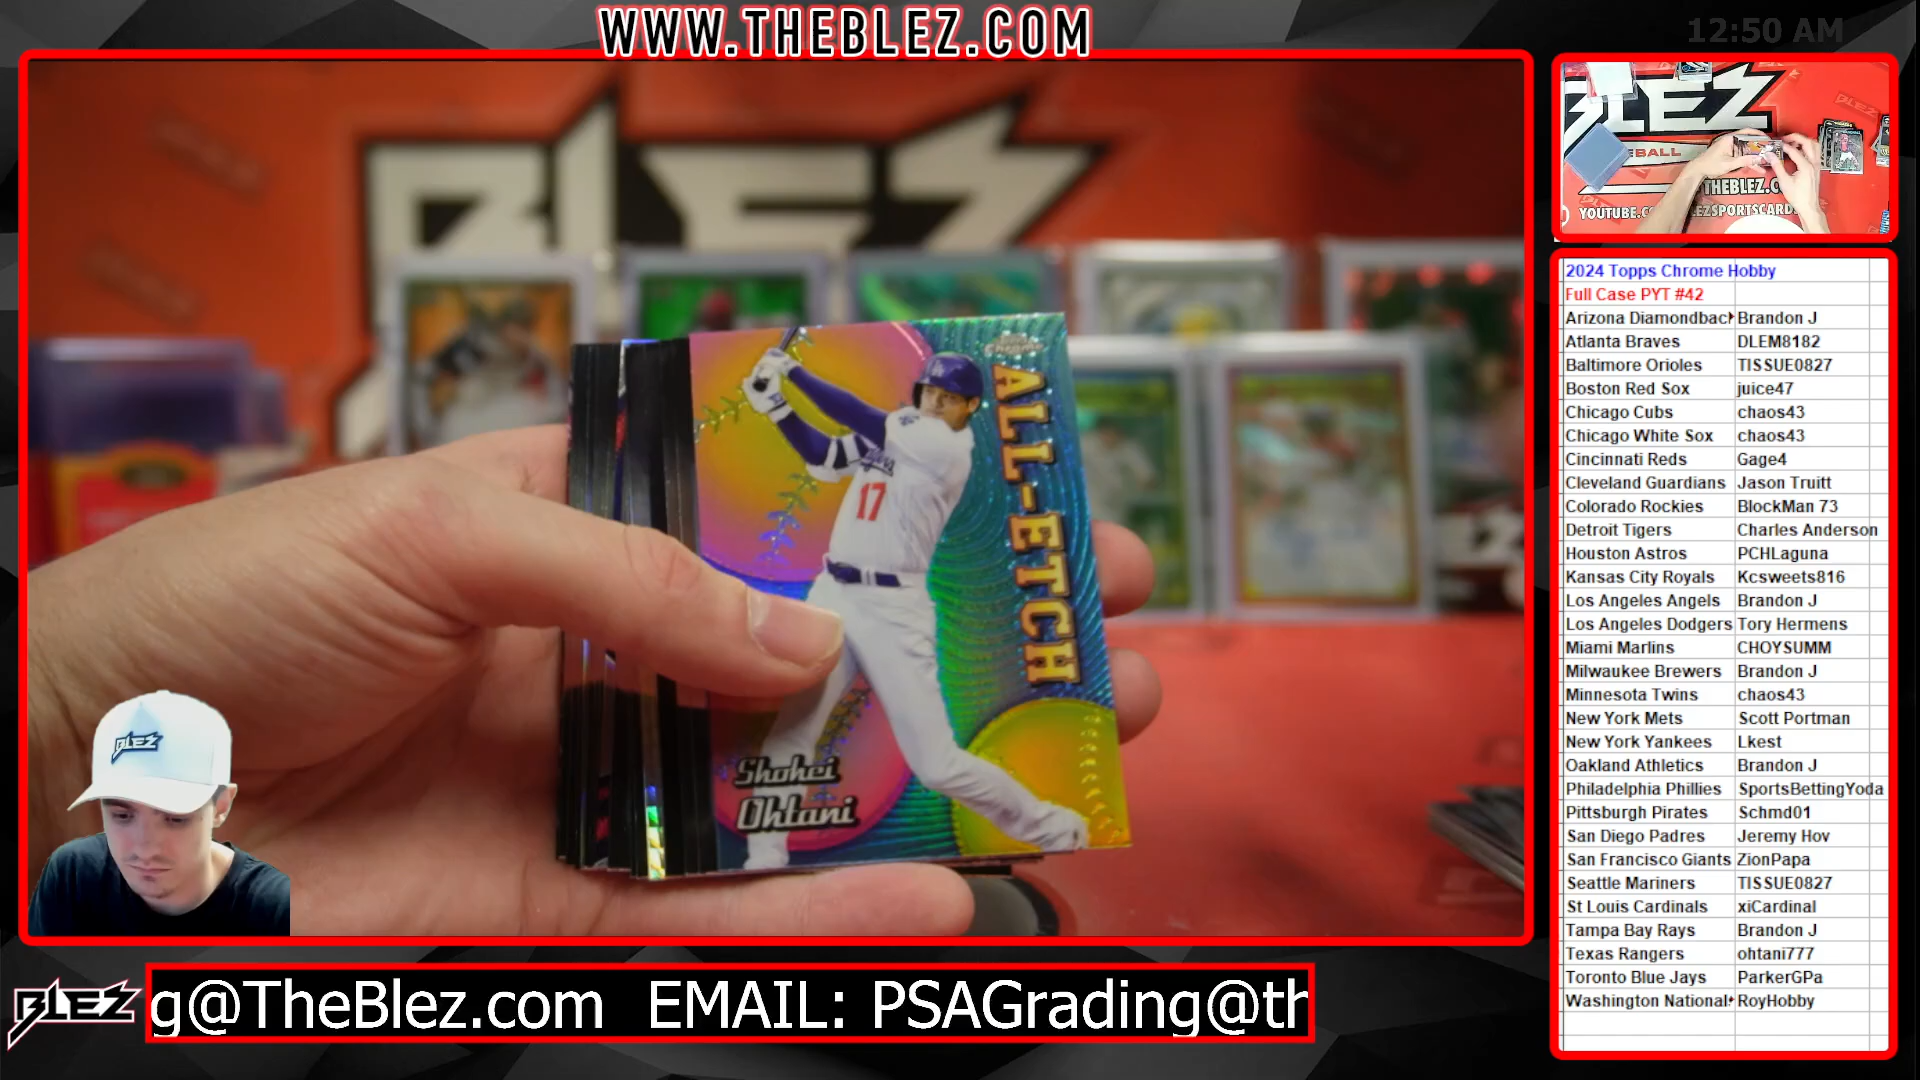 WWW.THEBLEZ.COM
12:50 AM
BLEZ
All-Etch
17
Shohei
Ohtani
BLEZ
BLEZ
EBALL
THEBLEZ.C
YOUTUBE.C
EZSPORTSCARD
2024 Topps Chrome Hobby
Full Case PYT #42
Arizona Diamondbac Brandon J
Atlanta Braves DLEM8182
Baltimore Orioles TISSUE0827
Boston Red Sox juice47
Chicago Cubs chaos43
Chicago White Sox chaos43
Cincinnati Reds Gage4
Cleveland Guardians Jason Truitt
Colorado Rockies BlockMan 73
Detroit Tigers Charles Anderson
Houston Astros PCHLaguna
Kansas City Royals Kcsweets816
Los Angeles Angels Brandon J
Los Angeles Dodgers Tory Hermens
Miami Marlins CHOYSUMM
Milwaukee Brewers Brandon J
Minnesota Twins chaos43
New York Mets Scott Portman
New York Yankees Lkest
Oakland Athletics Brandon J
Philadelphia Phillies SportsBettingYoda
Pittsburgh Pirates Schmd01
San Diego Padres Jeremy Hov
San Francisco Giants ZionPapa
Seattle Mariners TISSUE0827
St Louis Cardinals xiCardinal
Tampa Bay Rays Brandon J
Texas Rangers ohtani777
Toronto Blue Jays ParkerGPa
Washington National RoyHobby
BLEZ
g@TheBlez.com EMAIL: PSAGrading@th